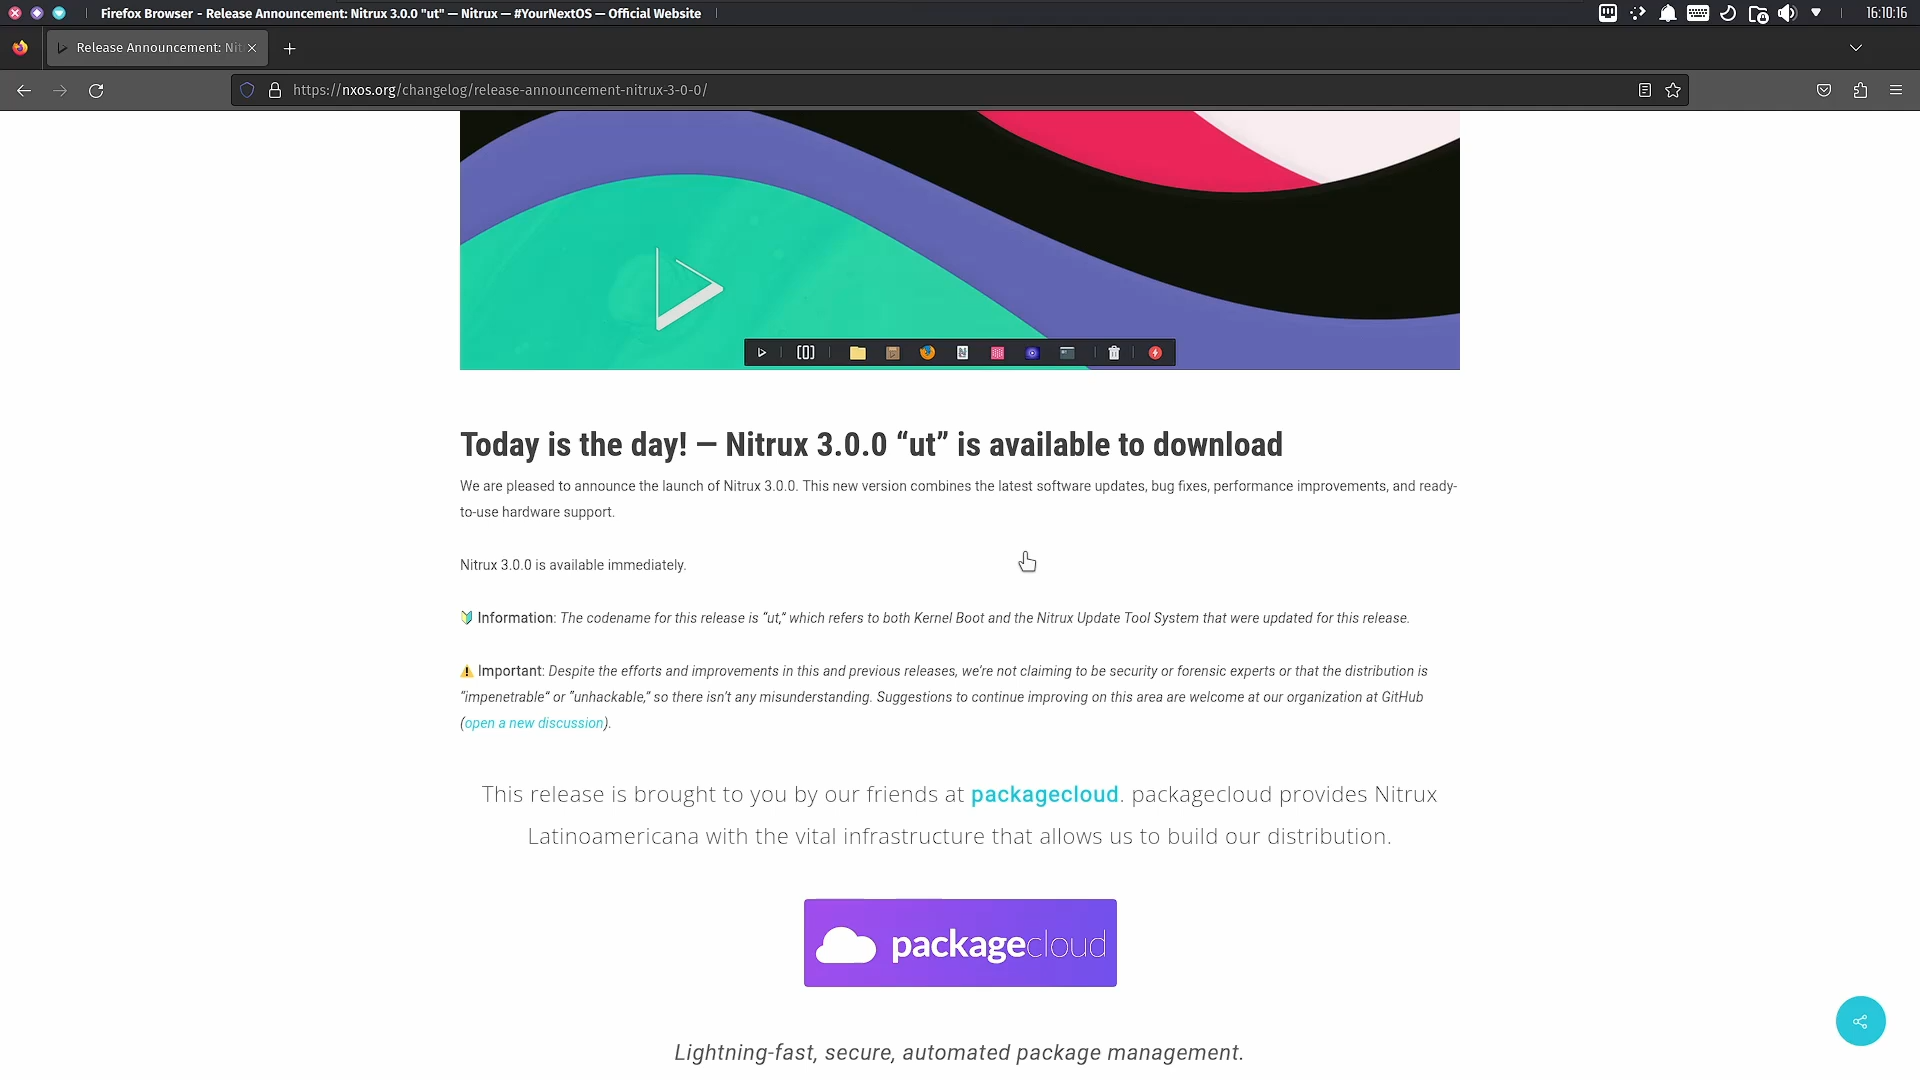 Firefox Browser - Release Announcement: Nitrux 3.0.0 "ut" — Nitrux — #YourNextOS — Official Website
16:10:16
Release Announcement: Nit
https://nxos.org/changelog/release-announcement-nitrux-3-0-0/
Today is the day! — Nitrux 3.0.0 “ut” is available to download
We are pleased to announce the launch of Nitrux 3.0.0. This new version combines the latest software updates, bug fixes, performance improvements, and ready-
to-use hardware support.
Nitrux 3.0.0 is available immediately.
Information: The codename for this release is “ut,” which refers to both Kernel Boot and the Nitrux Update Tool System that were updated for this release.
Important: Despite the efforts and improvements in this and previous releases, we’re not claiming to be security or forensic experts or that the distribution is
“impenetrable” or “unhackable,” so there isn’t any misunderstanding. Suggestions to continue improving on this area are welcome at our organization at GitHub
(open a new discussion).
This release is brought to you by our friends at packagecloud. packagecloud provides Nitrux
Latinoamericana with the vital infrastructure that allows us to build our distribution.
packagecloud
Lightning-fast, secure, automated package management.